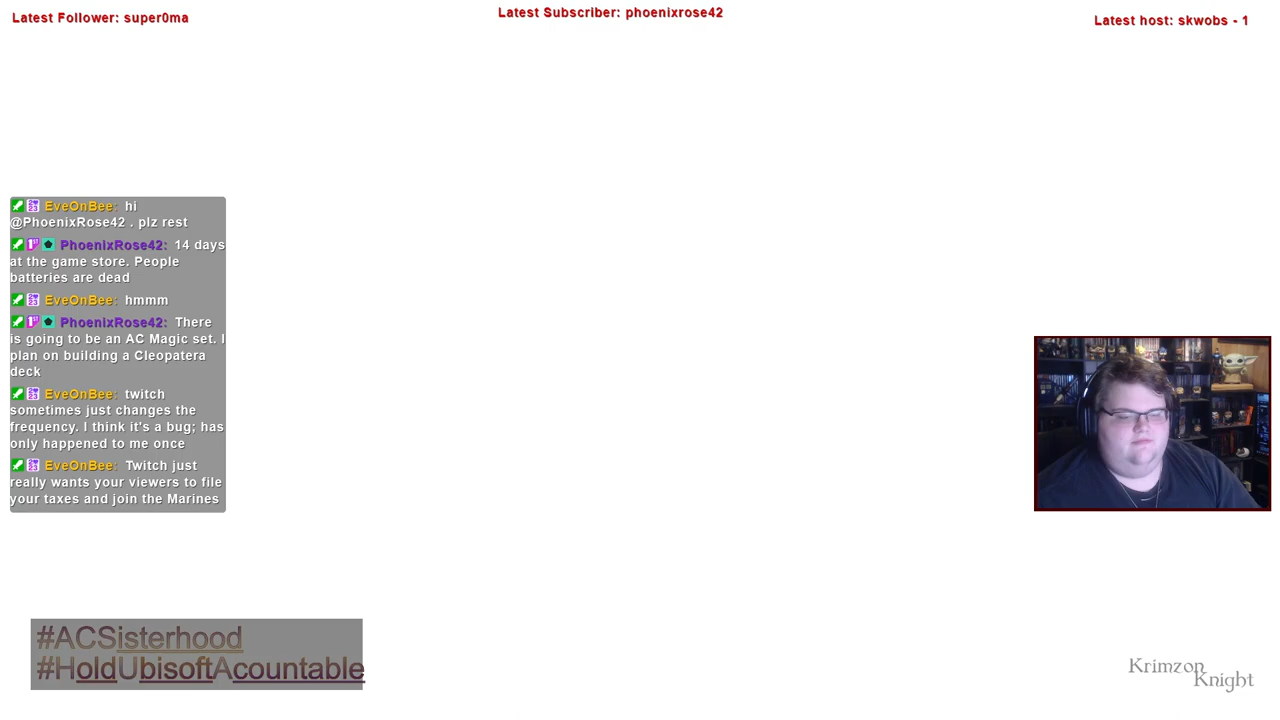 Latest Follower: super0ma
Latest Subscriber: phoenixrose42
Latest host: skwobs - 1
EveOnBee: hi
@PhoenixRose42 . plz rest
PhoenixRose42: 14 days
at the game store. People
batteries are dead
EveOnBee: hmmm
PhoenixRose42: There
is going to be an AC Magic set. I
plan on building a Cleopatera
deck
EveOnBee: twitch
sometimes just changes the
frequency. I think it's a bug; has
only happened to me once
EveOnBee: Twitch just
really wants your viewers to file
your taxes and join the Marines
#ACSisterhood
#HoldUbisoftAcountable
Krimzon
Knight